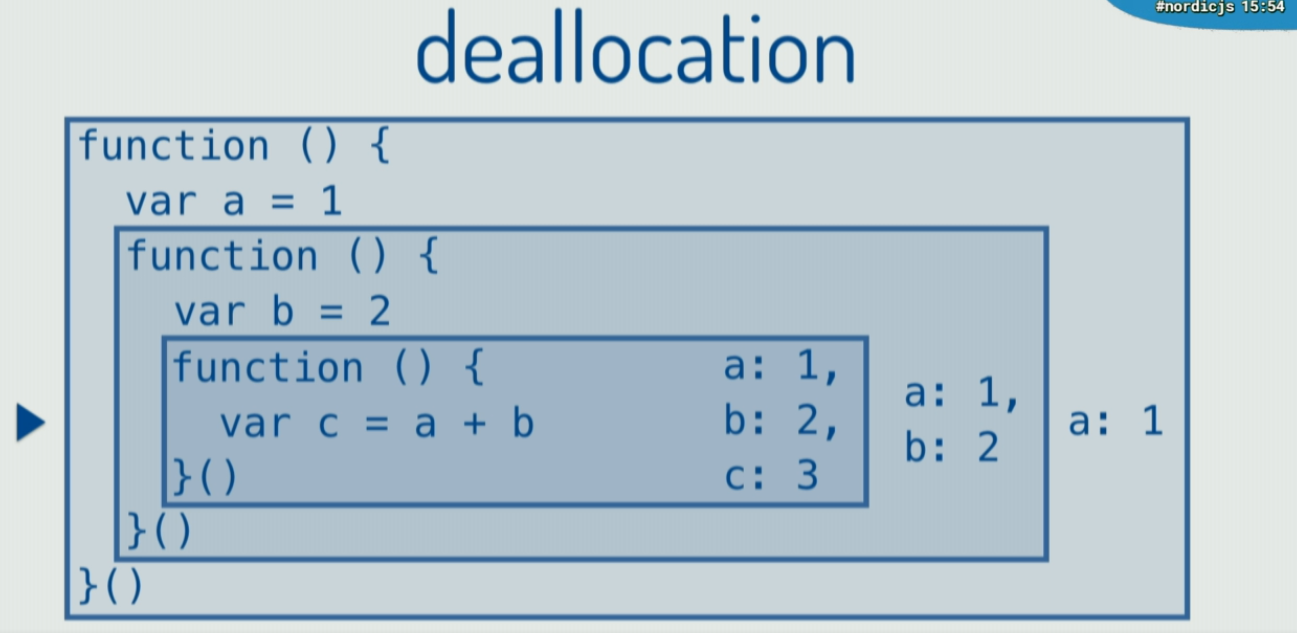 #nordicjs 15:54
deallocation
function () {
var a = 1
function () {
var b = 2
function () {
var c = a + b
}()
}()
}()
a: 1,
b: 2,
c: 3
a: 1,
b: 2
a: 1